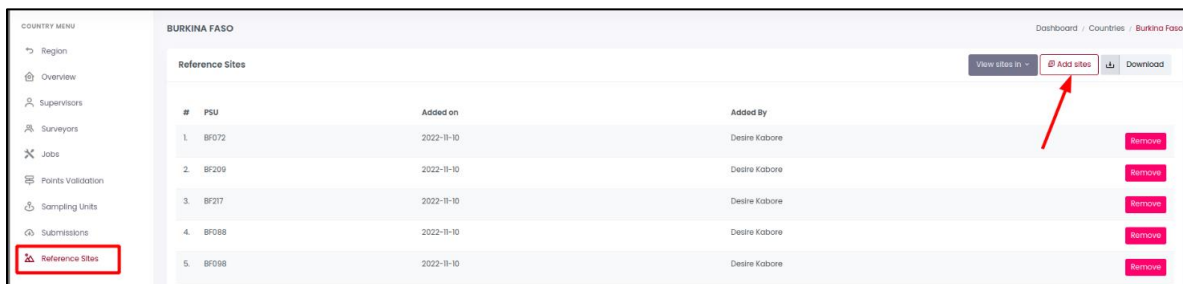 COUNTRY MENU
Region
Overview
Supervisors
Surveyors
Jobs
Points Validation
Sampling Units
Submissions
Reference Sites
BURKINA FASO
Dashboard / Countries / Burkina Faso
Reference Sites
View sites in
Add sites
Download
# PSU Added on Added By
1. BF072 2022-11-10 Desire Kabore Remove
2. BF209 2022-11-10 Desire Kabore Remove
3. BF217 2022-11-10 Desire Kabore Remove
4. BF088 2022-11-10 Desire Kabore Remove
5. BF098 2022-11-10 Desire Kabore Remove